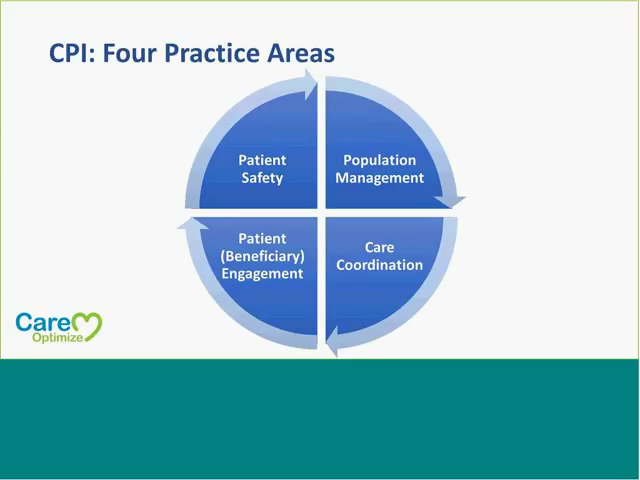 CPI: Four Practice Areas
Patient
Safety
Population
Management
Patient
(Beneficiary)
Engagement
Care
Coordination
Care
Optimize